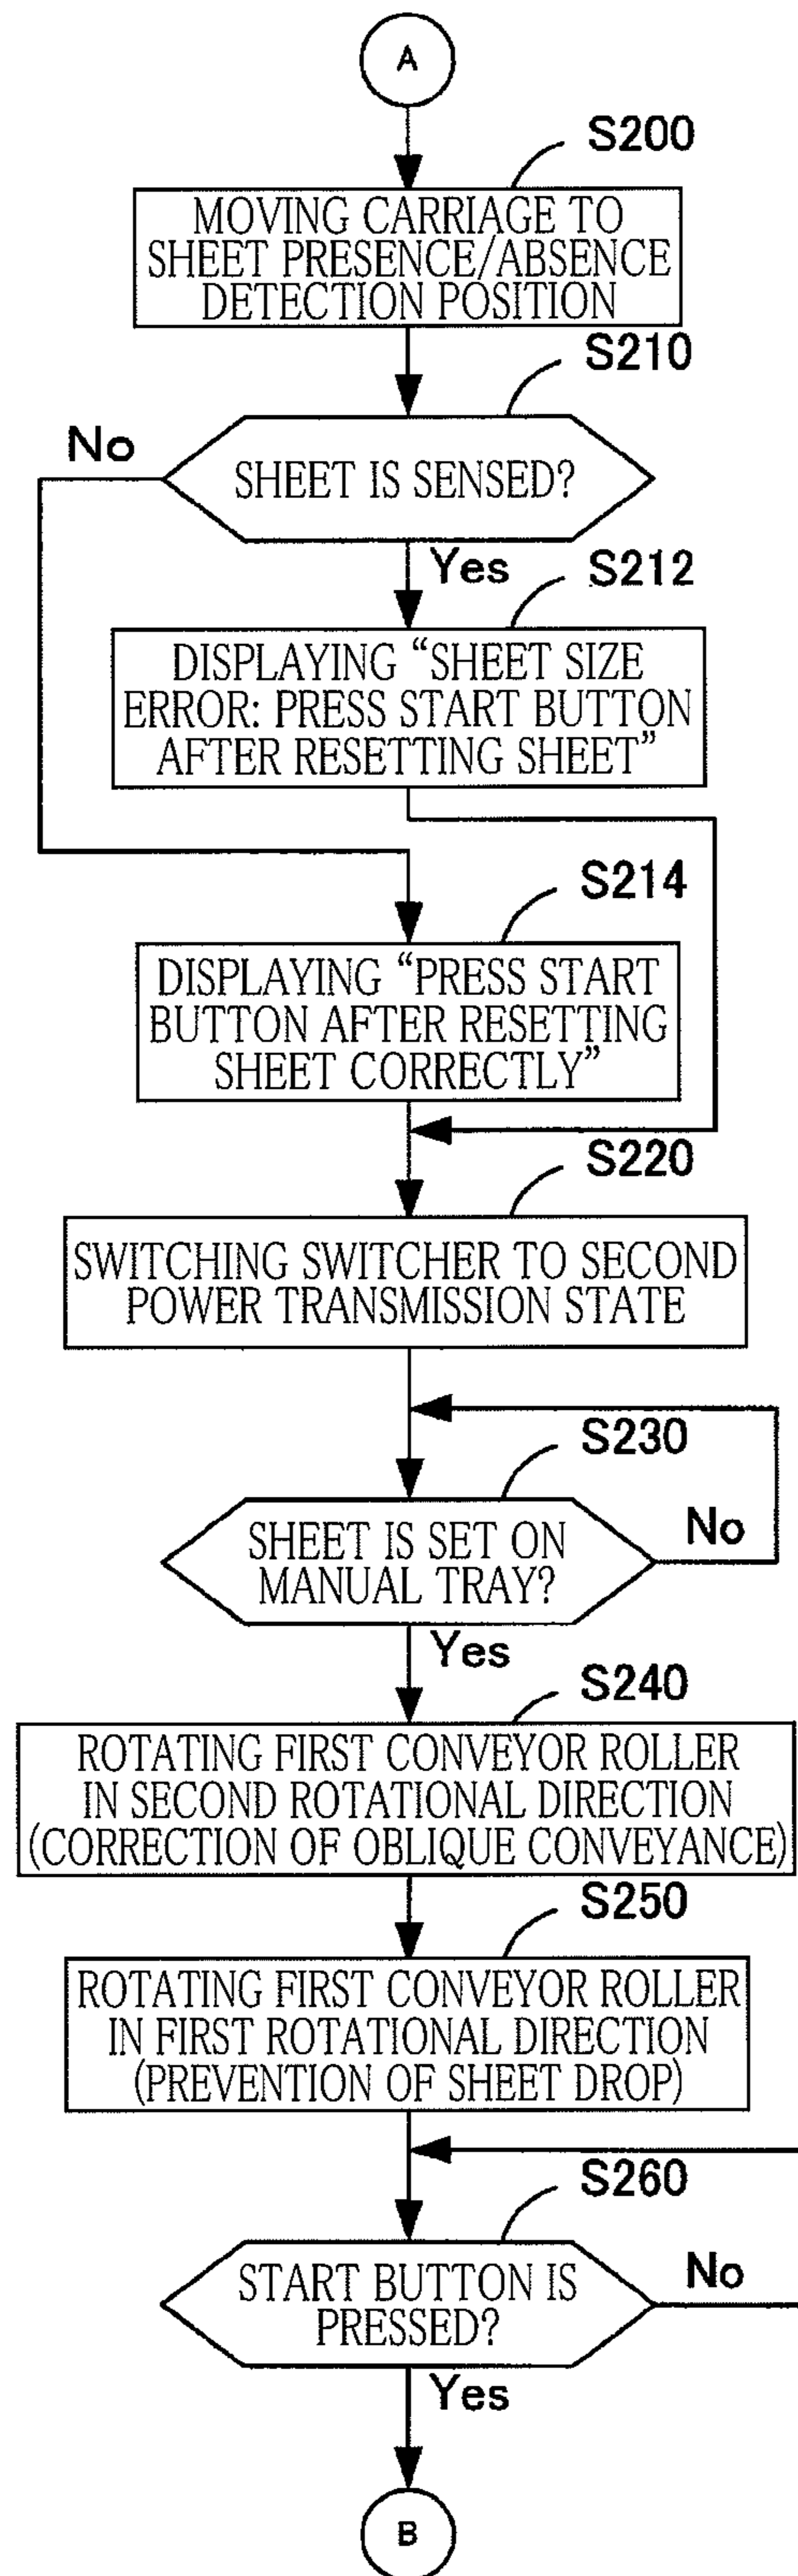 A
S200
MOVING CARRIAGE TO
SHEET PRESENCE/ABSENCE
DETECTION POSITION
S210
No
SHEET IS SENSED?
Yes
S212
DISPLAYING “SHEET SIZE
ERROR: PRESS START BUTTON
AFTER RESETTING SHEET”
S214
DISPLAYING “PRESS START
BUTTON AFTER RESETTING
SHEET CORRECTLY”
S220
SWITCHING SWITCHER TO SECOND
POWER TRANSMISSION STATE
S230
SHEET IS SET ON
MANUAL TRAY?
No
Yes
S240
ROTATING FIRST CONVEYOR ROLLER
IN SECOND ROTATIONAL DIRECTION
(CORRECTION OF OBLIQUE CONVEYANCE)
S250
ROTATING FIRST CONVEYOR ROLLER
IN FIRST ROTATIONAL DIRECTION
(PREVENTION OF SHEET DROP)
S260
START BUTTON IS
PRESSED?
No
Yes
B